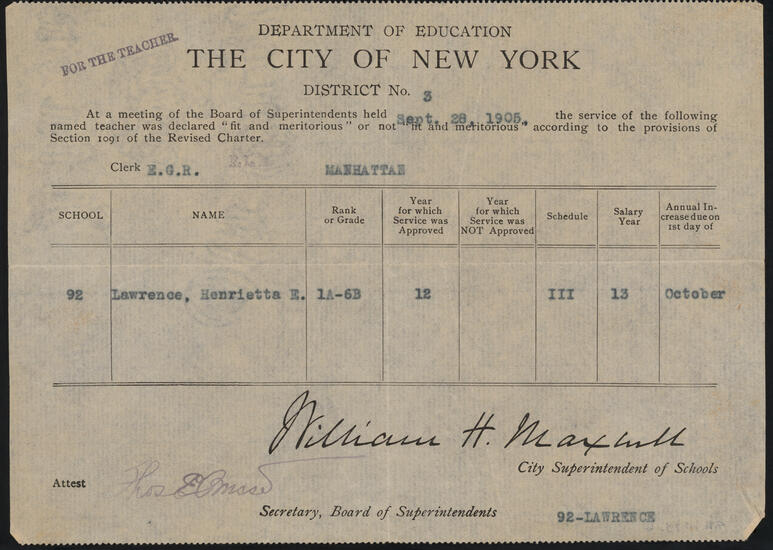 FOR THE TEACHER.
DEPARTMENT OF EDUCATION
THE CITY OF NEW YORK
DISTRICT No. 3
At a meeting of the Board of Superintendents held Sept. 28, 1905, the service of the following
named teacher was declared "fit and meritorious" or not "fit and meritorious" according to the provisions of
Section 1091 of the Revised Charter.
Clerk E.G.R. MANHATTAN
SCHOOL NAME Rank or Grade Year for which Service was Approved Year for which Service was NOT Approved Schedule Salary Year Annual Increase due on 1st day of
92 Lawrence, Henrietta E. 1A-6B 12 III 13 October
William H. Maxwell
City Superintendent of Schools
Attest Thos
Secretary, Board of Superintendents
92-LAWRENCE